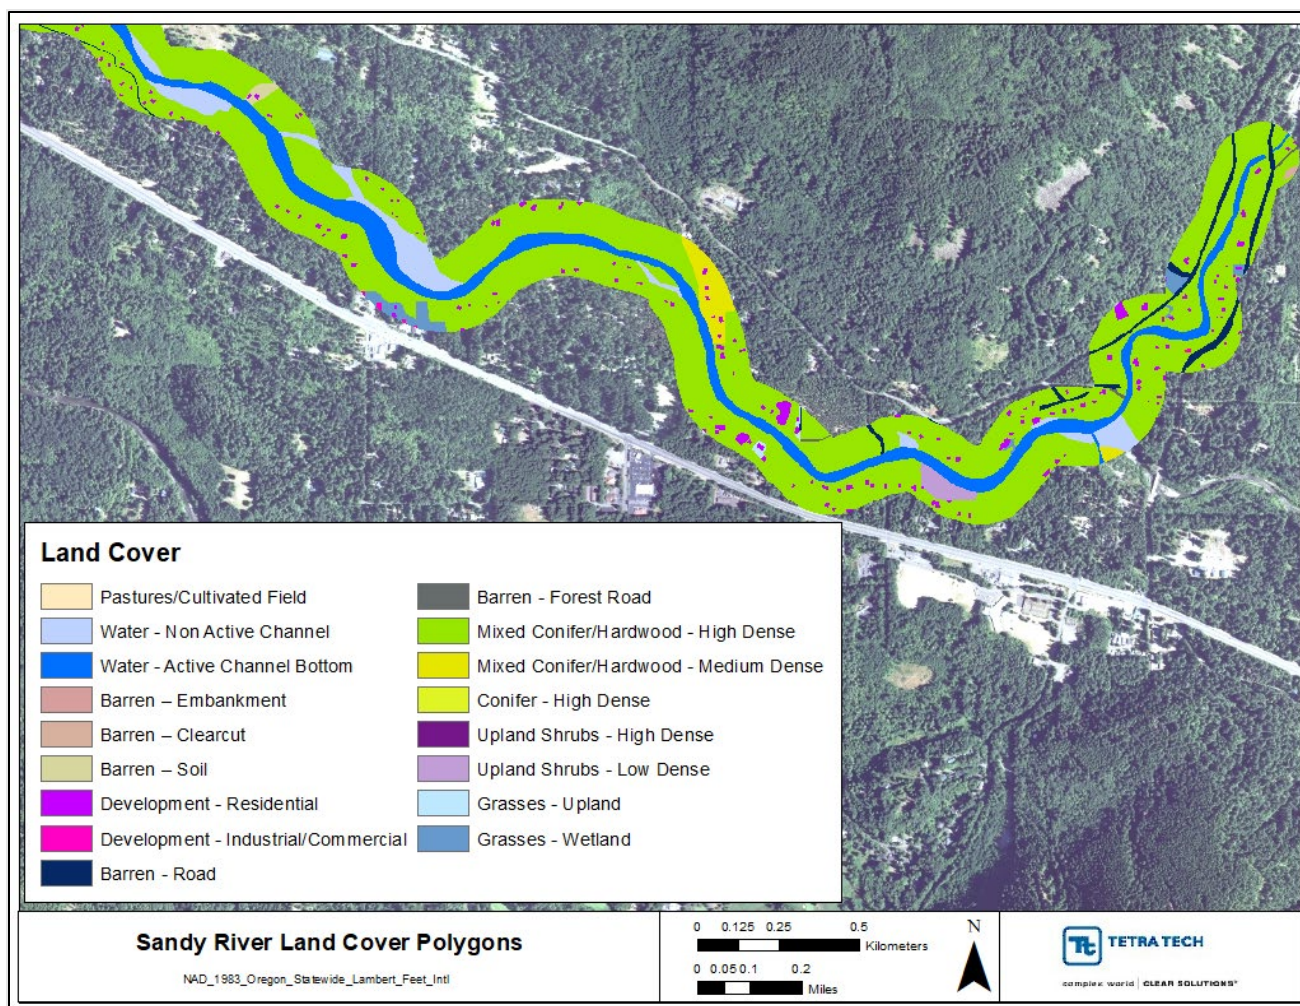 Land Cover
Pastures/Cultivated Field
Water - Non Active Channel
Water - Active Channel Bottom
Barren – Embankment
Barren – Clearcut
Barren – Soil
Development - Residential
Development - Industrial/Commercial
Barren - Road
Barren - Forest Road
Mixed Conifer/Hardwood - High Dense
Mixed Conifer/Hardwood - Medium Dense
Conifer - High Dense
Upland Shrubs - High Dense
Upland Shrubs - Low Dense
Grasses - Upland
Grasses - Wetland
Sandy River Land Cover Polygons
NAD_1983_Oregon_Statewide_Lambert_Feet_Intl
0 0.125 0.25 0.5
Kilometers
0 0.05 0.1 0.2
Miles
N
Tt TETRA TECH
complex world | CLEAR SOLUTIONS™